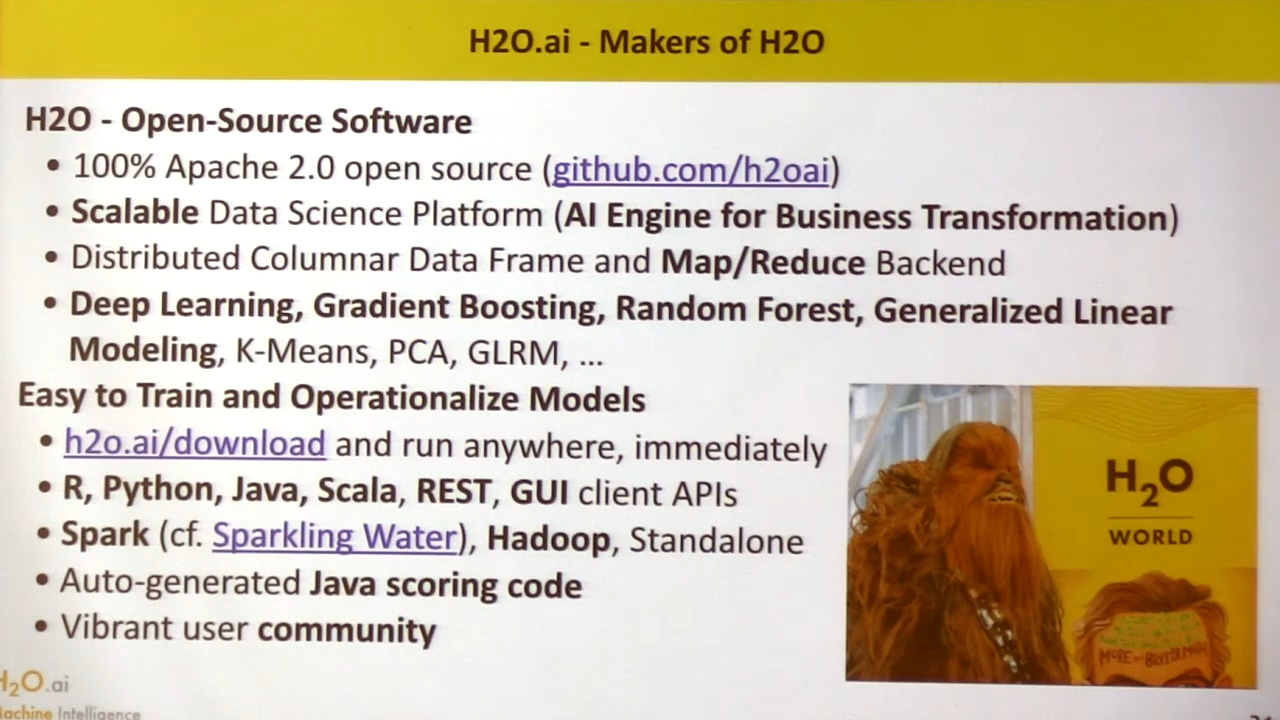 H2O.ai - Makers of H2O
H2O - Open-Source Software
• 100% Apache 2.0 open source (github.com/h2oai)
• Scalable Data Science Platform (AI Engine for Business Transformation)
• Distributed Columnar Data Frame and Map/Reduce Backend
• Deep Learning, Gradient Boosting, Random Forest, Generalized Linear
Modeling, K-Means, PCA, GLRM, ...
Easy to Train and Operationalize Models
• h2o.ai/download and run anywhere, immediately
• R, Python, Java, Scala, REST, GUI client APIs
• Spark (cf. Sparkling Water), Hadoop, Standalone
• Auto-generated Java scoring code
• Vibrant user community
H2O
WORLD
MORE
H2O.ai
Machine Intelligence